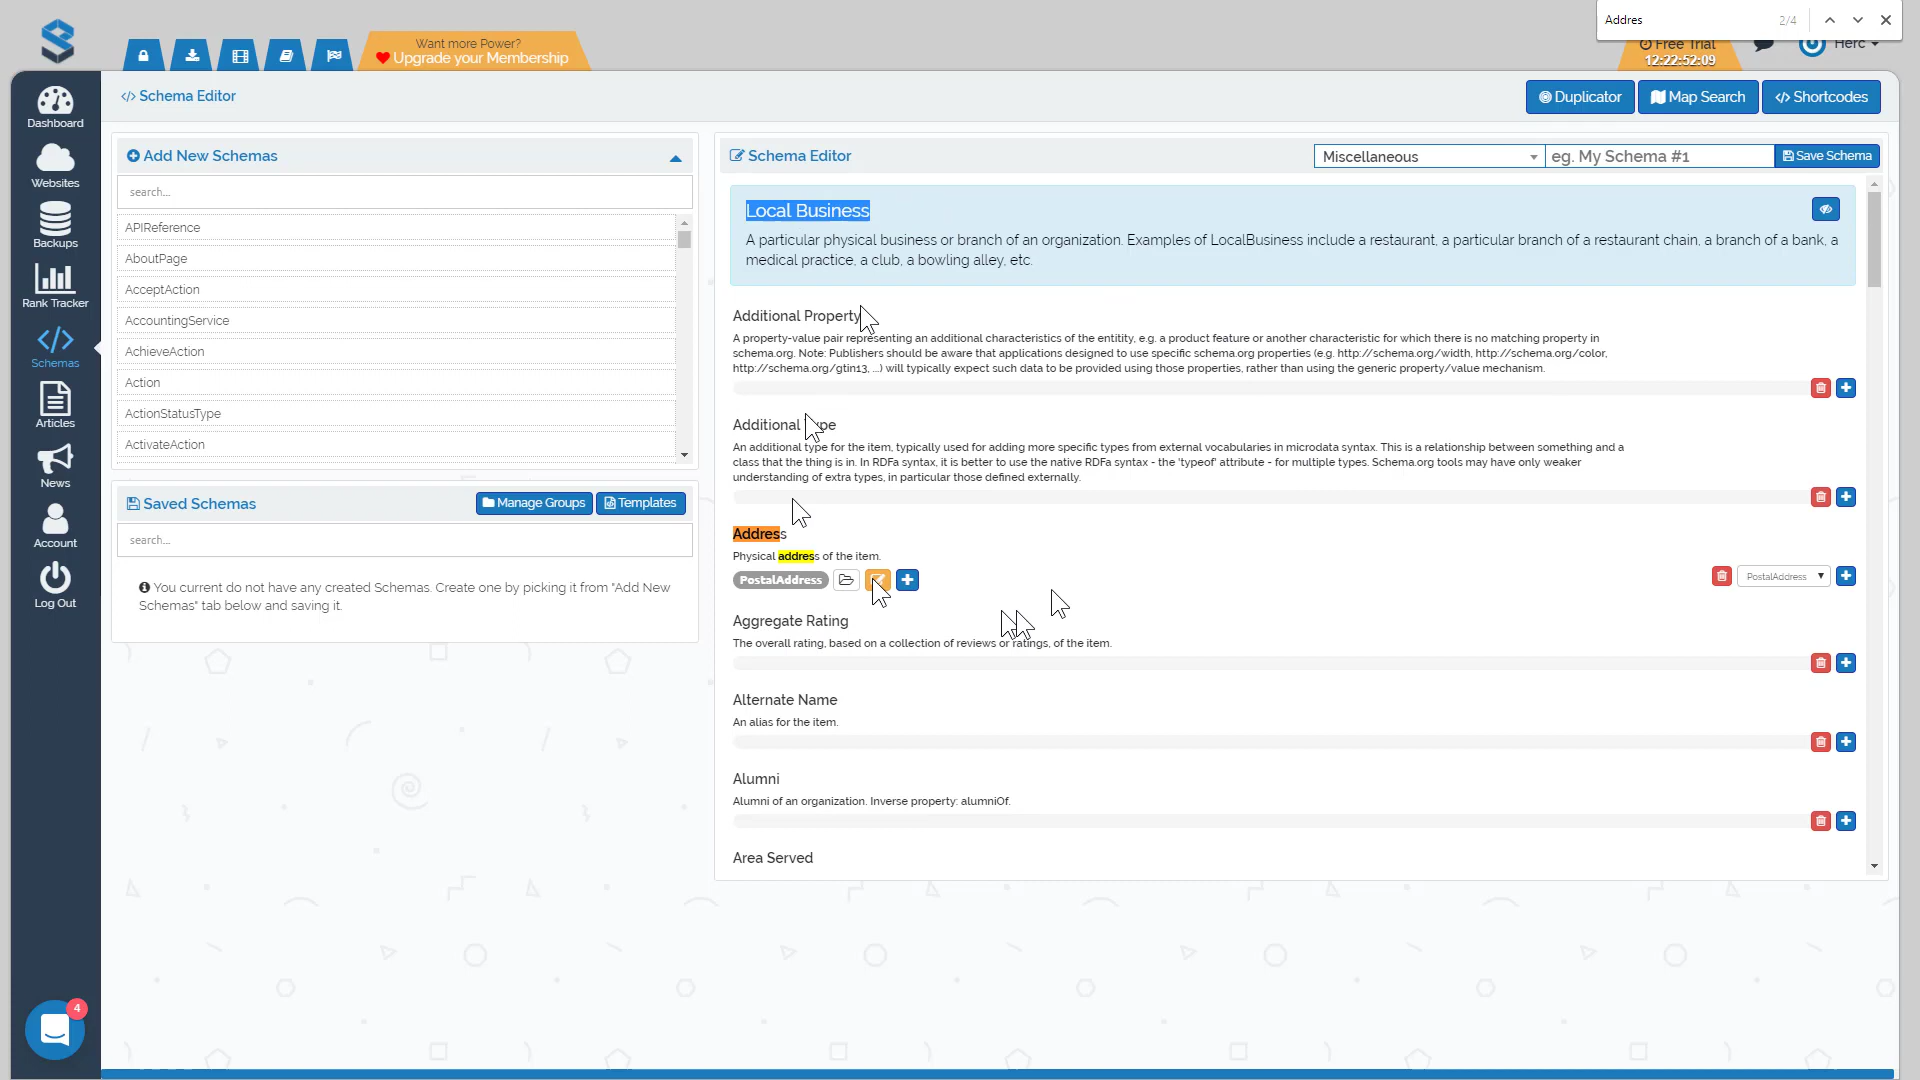 Addres
2/4
Want more Power?
Upgrade your Membership
Free Trial
12:22:52:09
Herc
Dashboard
Websites
Backups
Rank Tracker
Schemas
Articles
News
Account
Log Out
4
</> Schema Editor
Duplicator
Map Search
</> Shortcodes
Add New Schemas
search...
APIReference
AboutPage
AcceptAction
AccountingService
AchieveAction
Action
ActionStatusType
ActivateAction
Saved Schemas
Manage Groups
Templates
search...
You current do not have any created Schemas. Create one by picking it from "Add New
Schemas" tab below and saving it.
Schema Editor
Miscellaneous
eg. My Schema #1
Save Schema
Local Business
A particular physical business or branch of an organization. Examples of LocalBusiness include a restaurant, a particular branch of a restaurant chain, a branch of a bank, a
medical practice, a club, a bowling alley, etc.
Additional Property
A property-value pair representing an additional characteristics of the entitity, e.g. a product feature or another characteristic for which there is no matching property in
schema.org. Note: Publishers should be aware that applications designed to use specific schema.org properties (e.g. http://schema.org/width, http://schema.org/color,
http://schema.org/gtin13, ...) will typically expect such data to be provided using those properties, rather than using the generic property/value mechanism.
Additional Type
An additional type for the item, typically used for adding more specific types from external vocabularies in microdata syntax. This is a relationship between something and a
class that the thing is in. In RDFa syntax, it is better to use the native RDFa syntax - the 'typeof' attribute - for multiple types. Schema.org tools may have only weaker
understanding of extra types, in particular those defined externally.
Address
Physical address of the item.
PostalAddress
PostalAddress
Aggregate Rating
The overall rating, based on a collection of reviews or ratings, of the item.
Alternate Name
An alias for the item.
Alumni
Alumni of an organization. Inverse property: alumniOf.
Area Served